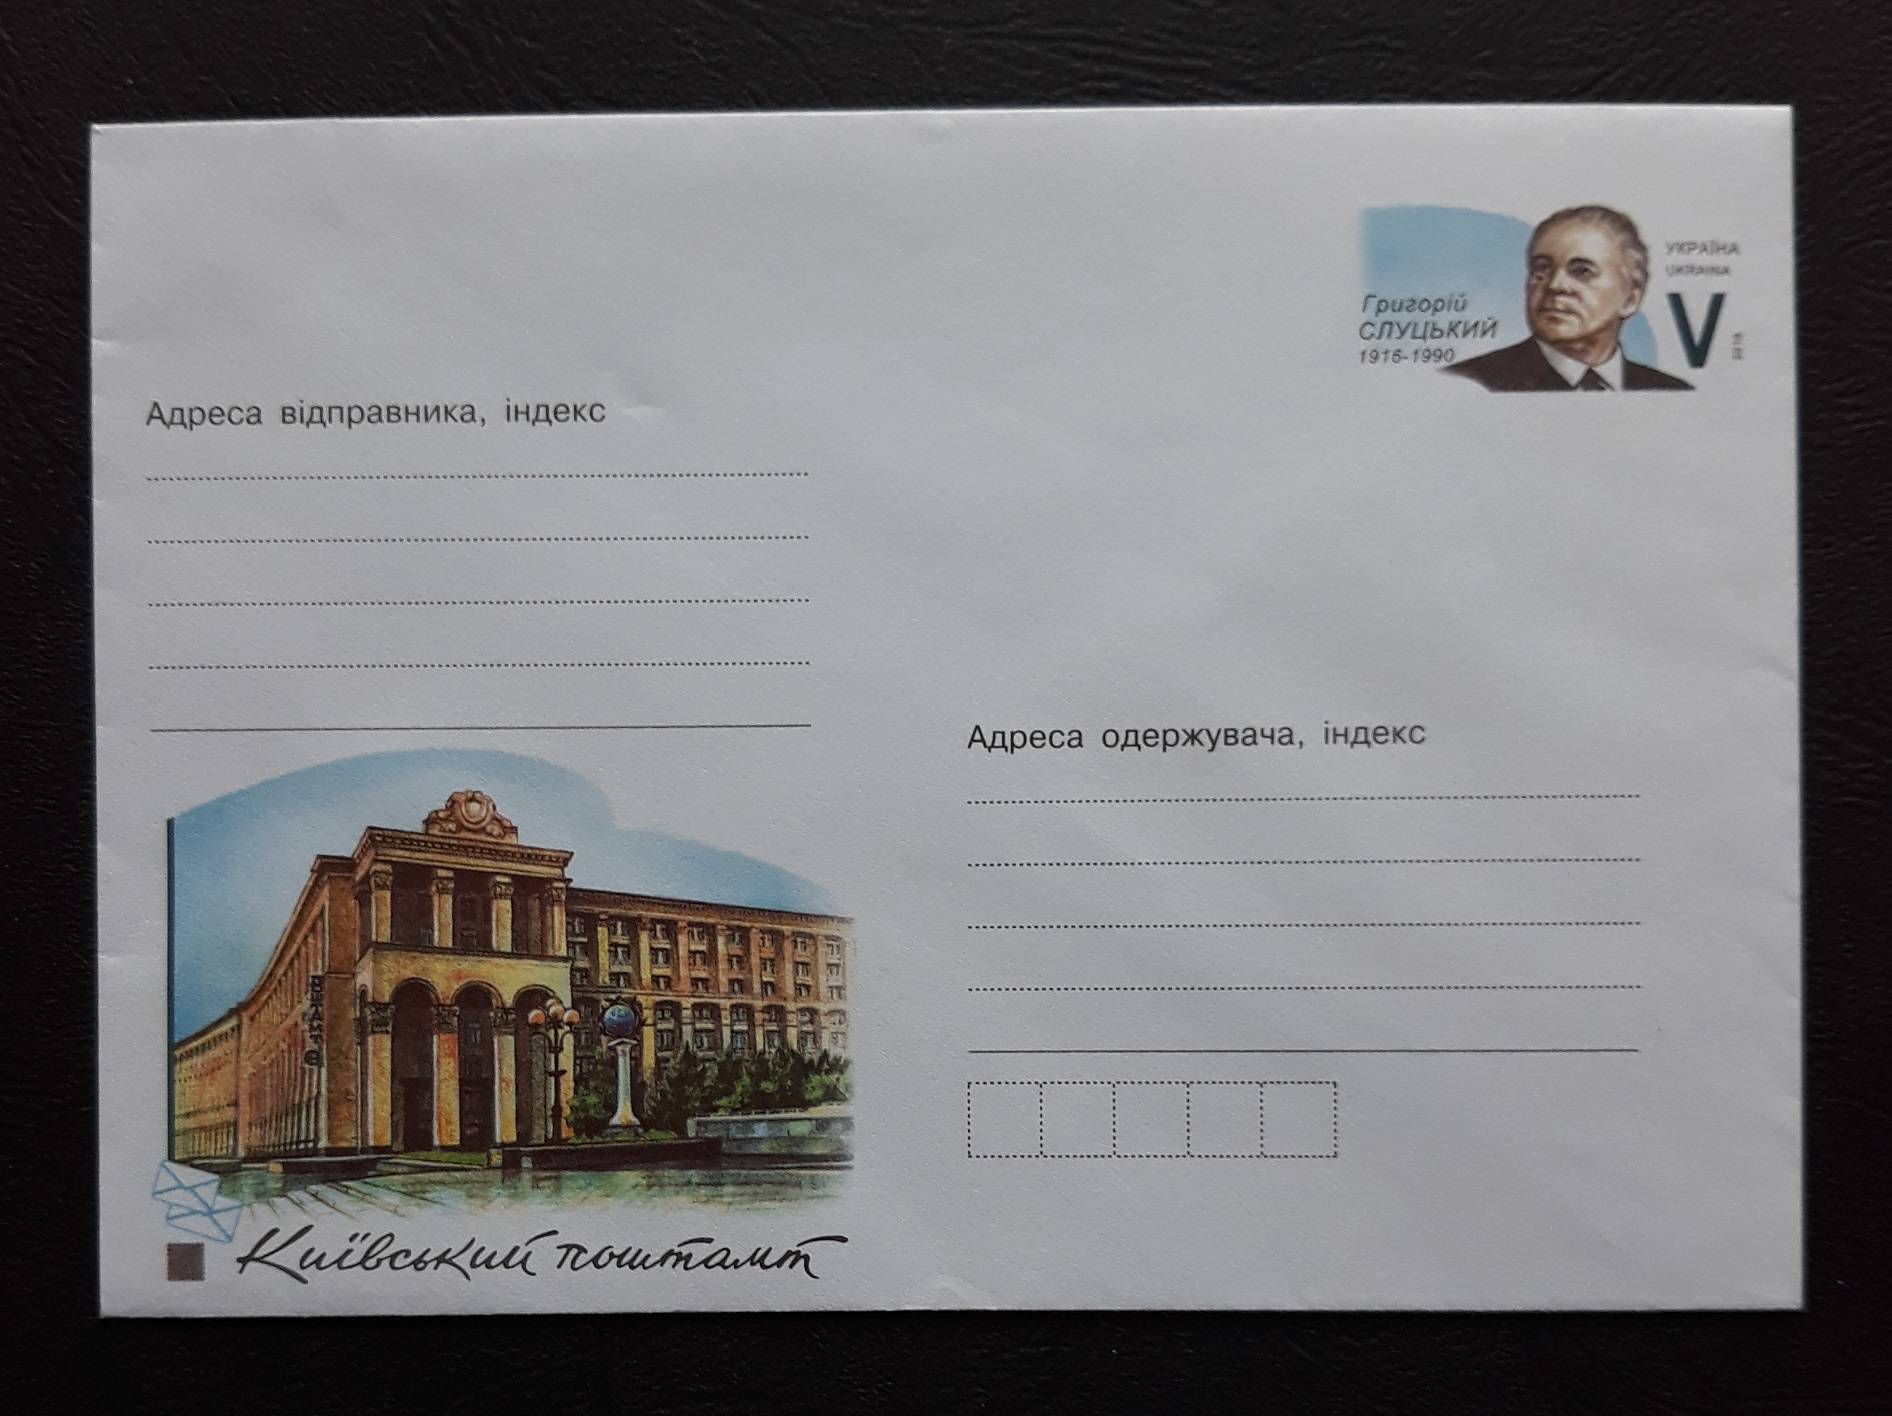 Григорій
СЛУЦЬКИЙ
1916-1990
УКРАЇНА
UKRAINA
V
Адреса відправника, індекс
Адреса одержувача, індекс
Київський поштамт